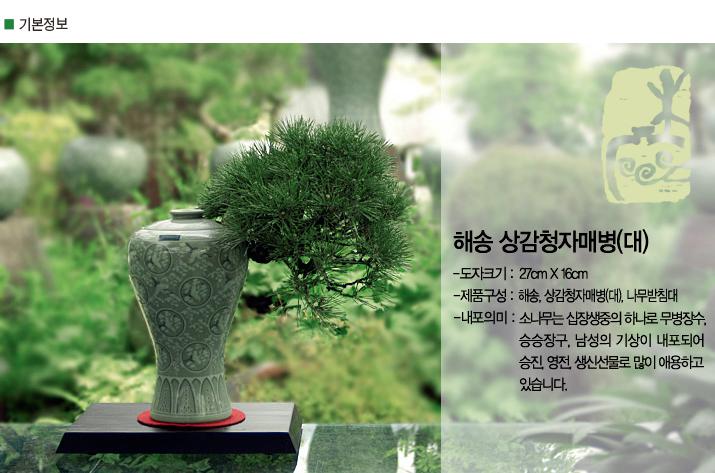 기본정보
해송 상감청자매병(대)
-도자크기 : 27cm X 16cm
-제품구성 : 해송, 상감청자매병(대), 나무받침대
-내포의미 : 소나무는 십장생중의 하나로 무병장수,
승승장구, 남성의 기상이 내포되어
승진, 영전, 생신선물로 많이 애용하고
있습니다.